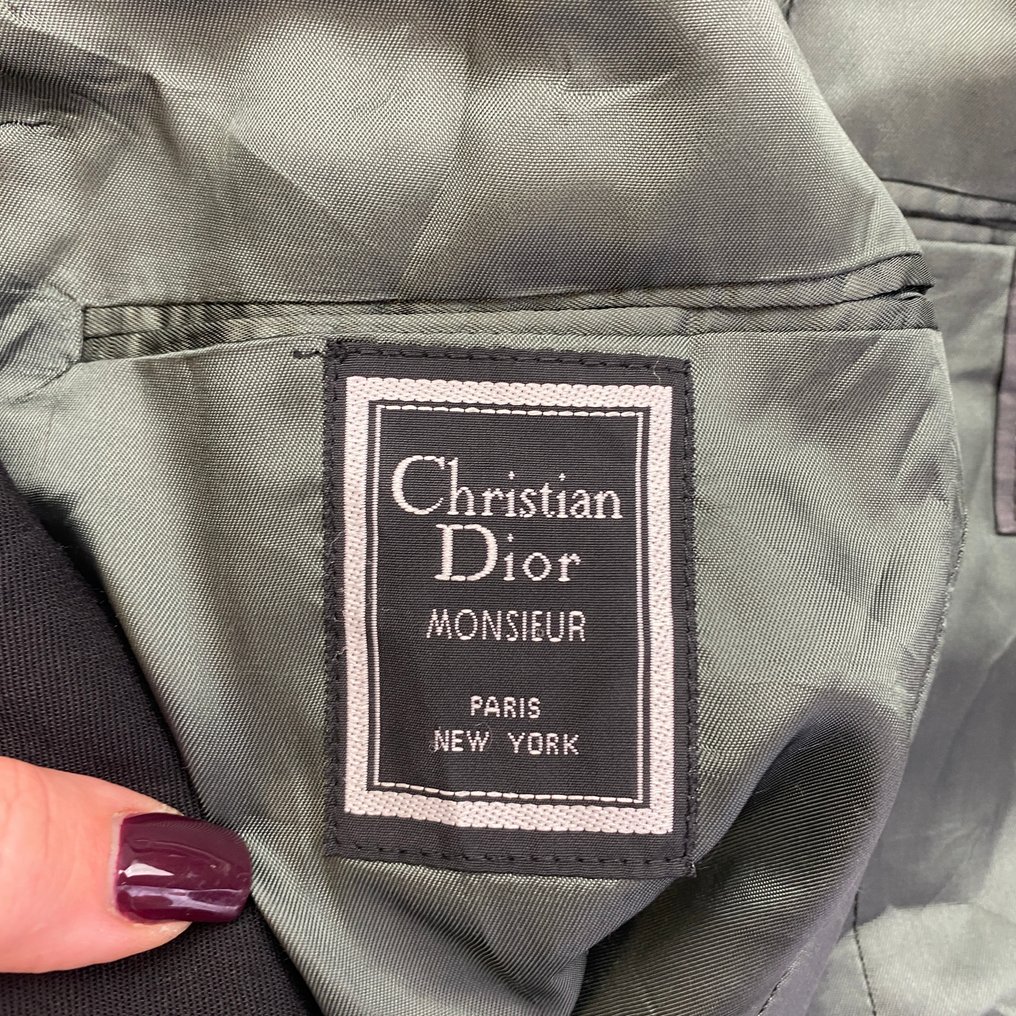 Christian
Dior
MONSIEUR
PARIS
NEW YORK